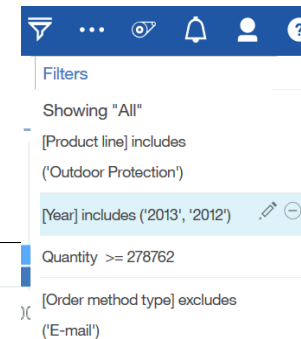 Filters
Showing "All"
[Product line] includes
('Outdoor Protection')
[Year] includes ('2013', '2012')
Quantity >= 278762
[Order method type] excludes
('E-mail')